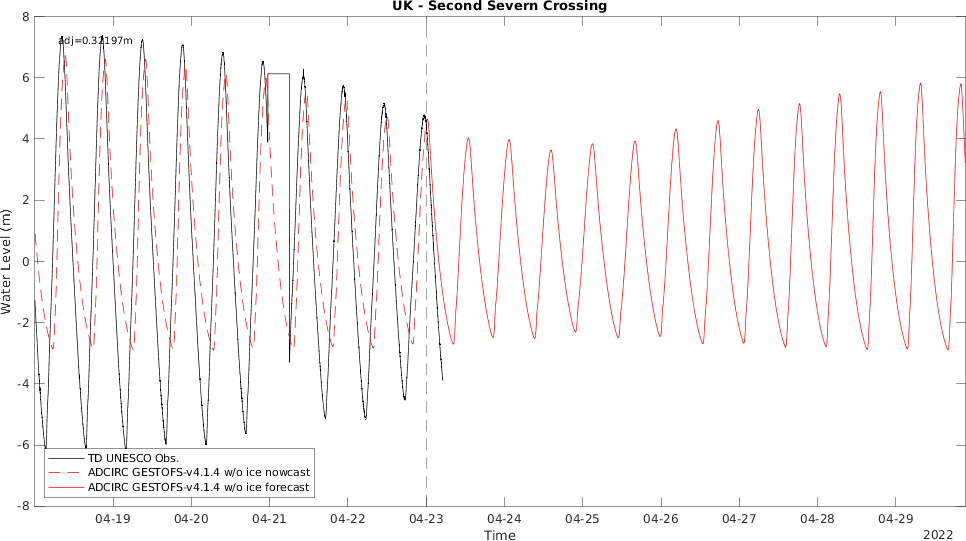 UK - Second Severn Crossing
adj=0.32197m
8
6
4
2
0
-2
-4
-6
-8
Water Level (m)
TD UNESCO Obs.
ADCIRC GESTOFS-v4.1.4 w/o ice nowcast
ADCIRC GESTOFS-v4.1.4 w/o ice forecast
04-19 04-20 04-21 04-22 04-23 04-24 04-25 04-26 04-27 04-28 04-29
Time
2022